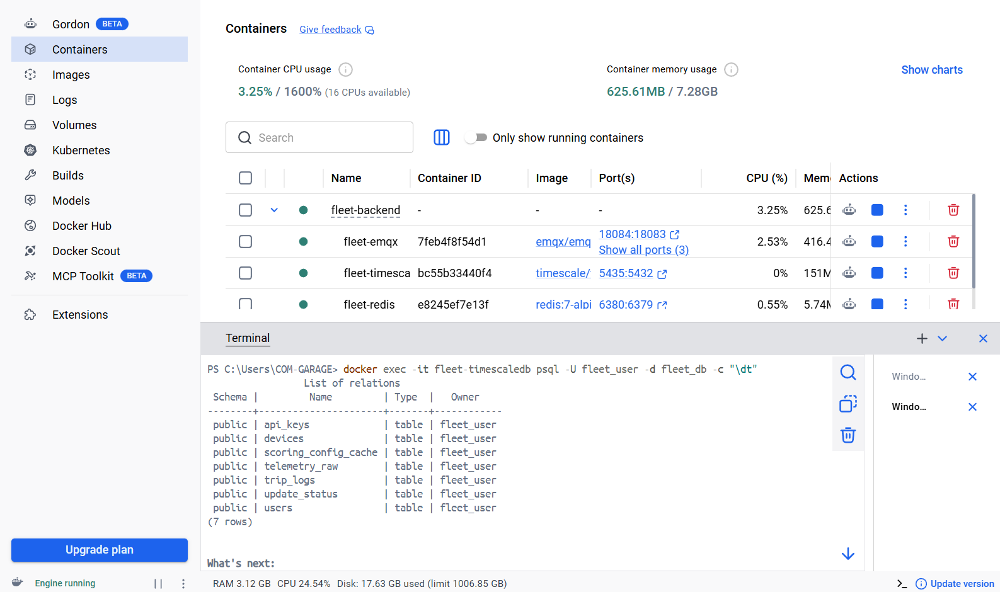 Gordon BETA
Containers
Images
Logs
Volumes
Kubernetes
Builds
Models
Docker Hub
Docker Scout
MCP Toolkit BETA
Extensions
Upgrade plan
Engine running
Containers Give feedback
Container CPU usage
3.25% / 1600% (16 CPUs available)
Container memory usage
625.61MB / 7.28GB
Show charts
Search
Only show running containers
Name Container ID Image Port(s) CPU (%) Mem Actions
fleet-backend - - - 3.25% 625.6
fleet-emqx 7feb4f8f54d1 emqx/emq 18084:18083 2.53% 416.4
Show all ports (3)
fleet-timesca bc55b33440f4 timescale/ 5435:5432 0% 151M
fleet-redis e8245ef7e13f redis:7-alpi 6380:6379 0.55% 5.74M
Terminal
PS C:\Users\COM-GARAGE> docker exec -it fleet-timescaledb psql -U fleet_user -d fleet_db -c "\dt"
List of relations
Schema | Name | Type | Owner
--------+----------------------+-------+------------
public | api_keys | table | fleet_user
public | devices | table | fleet_user
public | scoring_config_cache | table | fleet_user
public | telemetry_raw | table | fleet_user
public | trip_logs | table | fleet_user
public | update_status | table | fleet_user
public | users | table | fleet_user
(7 rows)
What's next:
Windo...
Windo...
RAM 3.12 GB CPU 24.54% Disk: 17.63 GB used (limit 1006.85 GB)
Update version